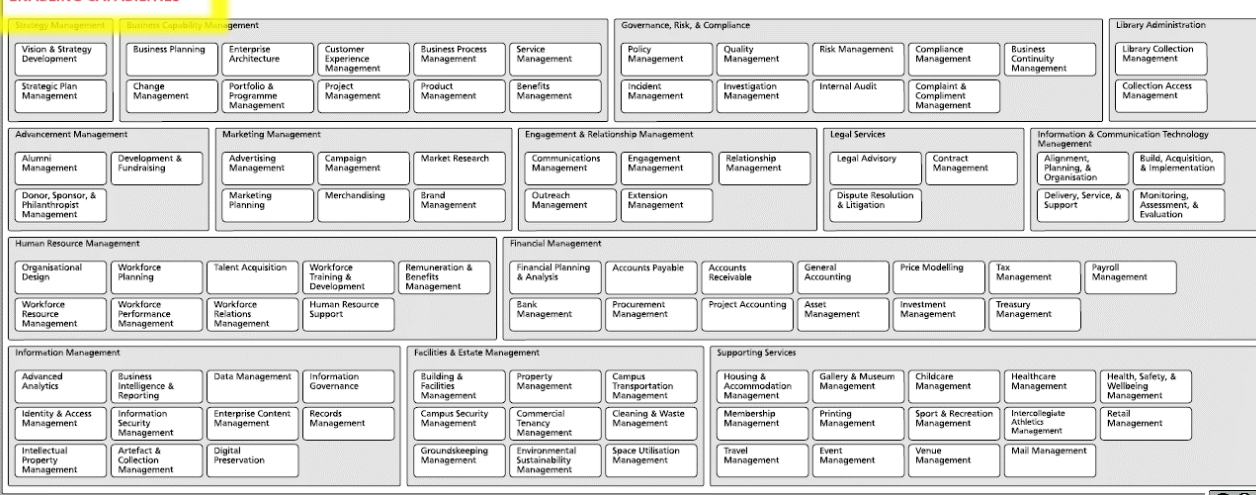 ENABLING CAPABILITIES
Strategy Management
Vision & Strategy
Development
Strategic Plan
Management
Business Capability Management
Business Planning
Enterprise
Architecture
Customer
Experience
Management
Business Process
Management
Service
Management
Change
Management
Portfolio &
Programme
Management
Project
Management
Product
Management
Benefits
Management
Governance, Risk, & Compliance
Policy
Management
Quality
Management
Risk Management
Compliance
Management
Business
Continuity
Management
Incident
Management
Investigation
Management
Internal Audit
Complaint &
Compliment
Management
Library Administration
Library Collection
Management
Collection Access
Management
Advancement Management
Alumni
Management
Development &
Fundraising
Donor, Sponsor, &
Philanthropist
Management
Marketing Management
Advertising
Management
Campaign
Management
Market Research
Marketing
Planning
Merchandising
Brand
Management
Engagement & Relationship Management
Communications
Management
Engagement
Management
Relationship
Management
Outreach
Management
Extension
Management
Legal Services
Legal Advisory
Contract
Management
Dispute Resolution
& Litigation
Information & Communication Technology
Management
Alignment,
Planning, &
Organisation
Build, Acquisition,
& Implementation
Delivery, Service, &
Support
Monitoring,
Assessment, &
Evaluation
Human Resource Management
Organisational
Design
Workforce
Planning
Talent Acquisition
Workforce
Training &
Development
Remuneration &
Benefits
Management
Workforce
Resource
Management
Workforce
Performance
Management
Workforce
Relations
Management
Human Resource
Support
Financial Management
Financial Planning
& Analysis
Accounts Payable
Accounts
Receivable
General
Accounting
Price Modelling
Tax
Management
Payroll
Management
Bank
Management
Procurement
Management
Project Accounting
Asset
Management
Investment
Management
Treasury
Management
Information Management
Advanced
Analytics
Business
Intelligence &
Reporting
Data Management
Information
Governance
Identity & Access
Management
Information
Security
Management
Enterprise Content
Management
Records
Management
Intellectual
Property
Management
Artefact &
Collection
Management
Digital
Preservation
Facilities & Estate Management
Building &
Facilities
Management
Property
Management
Campus
Transportation
Management
Campus Security
Management
Commercial
Tenancy
Management
Cleaning & Waste
Management
Groundskeeping
Management
Environmental
Sustainability
Management
Space Utilisation
Management
Supporting Services
Housing &
Accommodation
Management
Gallery & Museum
Management
Childcare
Management
Healthcare
Management
Health, Safety, &
Wellbeing
Management
Membership
Management
Printing
Management
Sport & Recreation
Management
Intercollegiate
Athletics
Management
Retail
Management
Travel
Management
Event
Management
Venue
Management
Mail Management